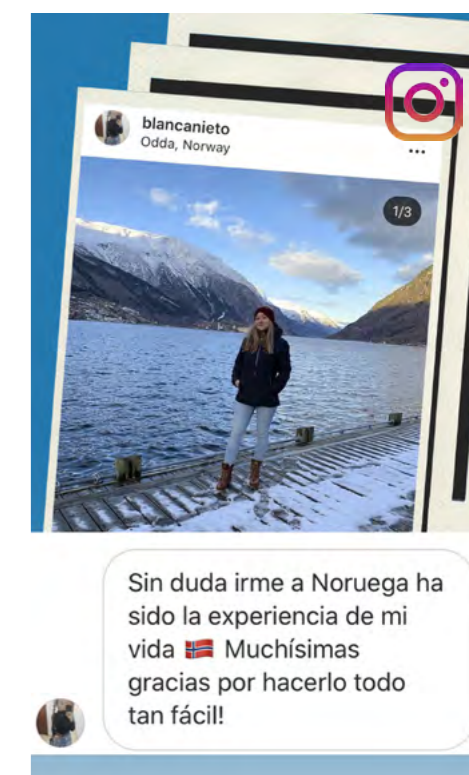 blancanieto
Odda, Norway
1/3
Sin duda irme a Noruega ha
sido la experiencia de mi
vida 🇳🇴 Muchísimas
gracias por hacerlo todo
tan fácil!